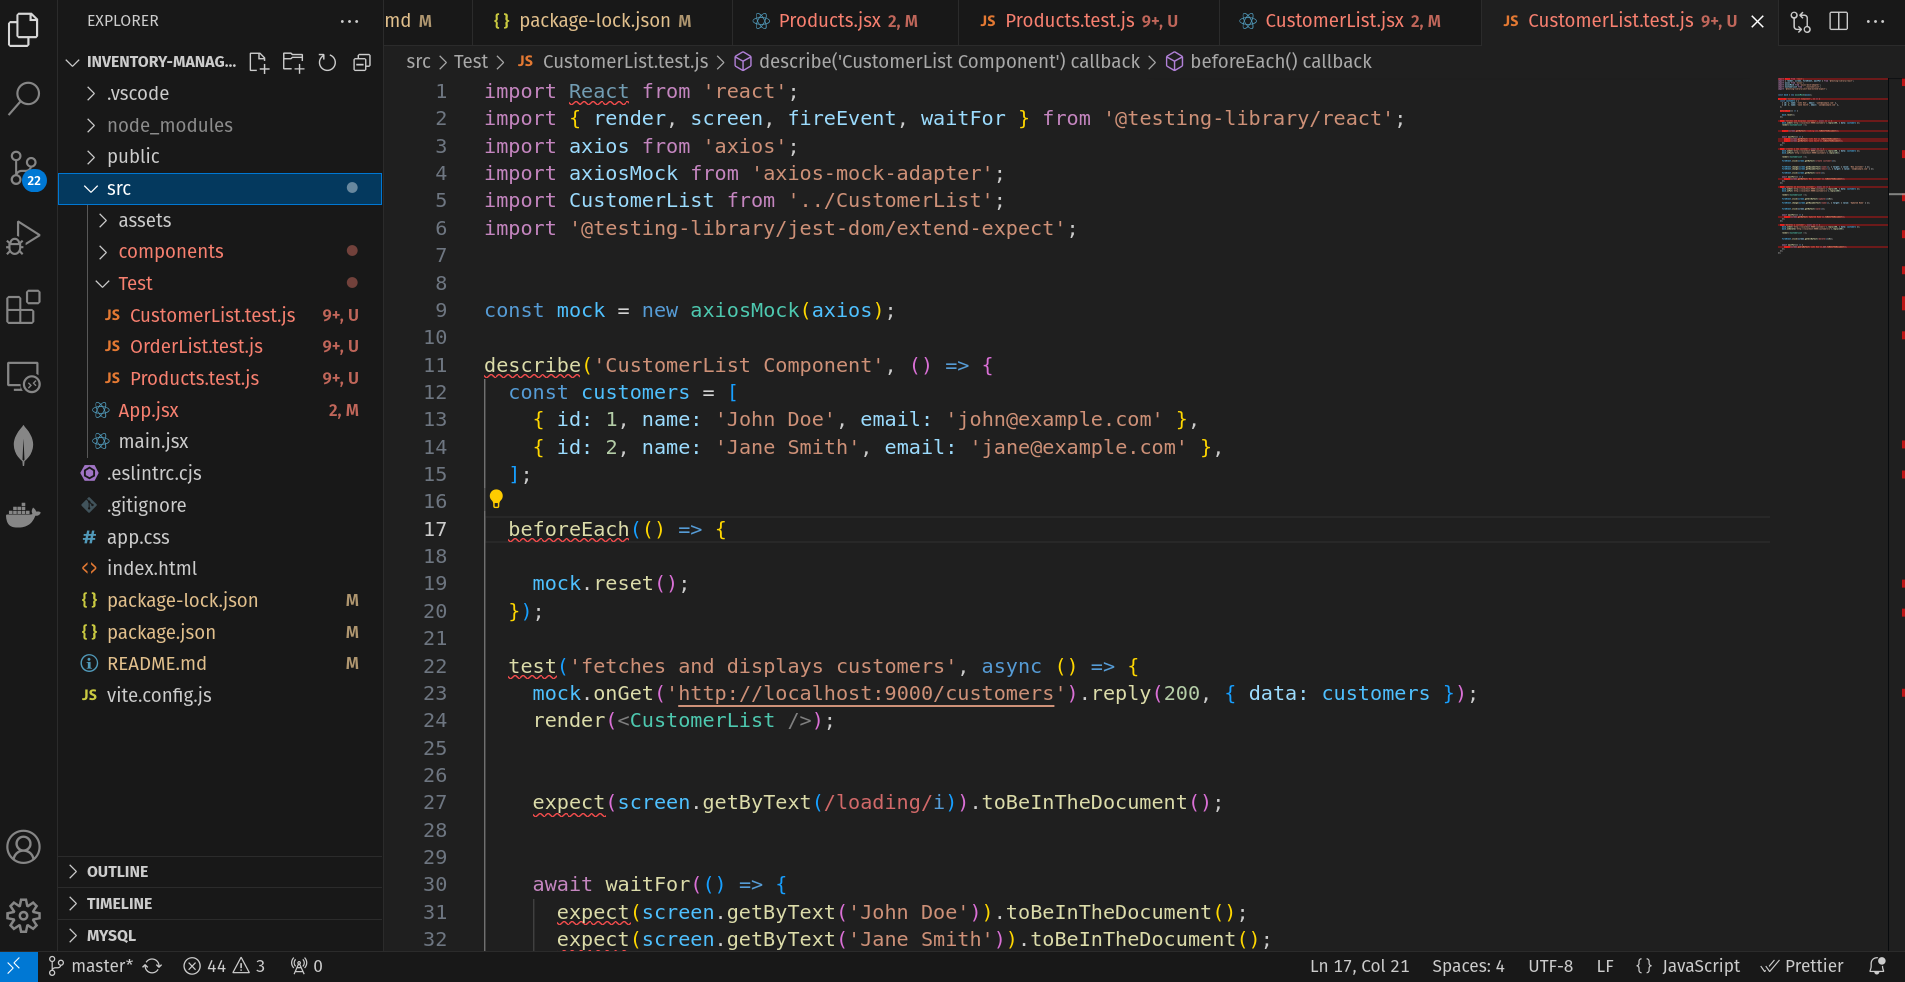 EXPLORER
md M
package-lock.json M
Products.jsx 2, M
JS Products.test.js 9+, U
CustomerList.jsx 2, M
JS CustomerList.test.js 9+, U
INVENTORY-MANAG...
src > Test > JS CustomerList.test.js > describe('CustomerList Component') callback > beforeEach() callback
.vscode
node_modules
public
src
assets
components
Test
JS CustomerList.test.js 9+, U
JS OrderList.test.js 9+, U
JS Products.test.js 9+, U
App.jsx 2, M
main.jsx
.eslintrc.cjs
.gitignore
# app.css
<> index.html
{} package-lock.json M
{} package.json M
README.md M
JS vite.config.js
OUTLINE
TIMELINE
MYSQL
22
1 import React from 'react';
2 import { render, screen, fireEvent, waitFor } from '@testing-library/react';
3 import axios from 'axios';
4 import axiosMock from 'axios-mock-adapter';
5 import CustomerList from '../CustomerList';
6 import '@testing-library/jest-dom/extend-expect';
7
8
9 const mock = new axiosMock(axios);
10
11 describe('CustomerList Component', () => {
12 const customers = [
13 { id: 1, name: 'John Doe', email: 'john@example.com' },
14 { id: 2, name: 'Jane Smith', email: 'jane@example.com' },
15 ];
16
17 beforeEach(() => {
18
19 mock.reset();
20 });
21
22 test('fetches and displays customers', async () => {
23 mock.onGet('http://localhost:9000/customers').reply(200, { data: customers });
24 render(<CustomerList />);
25
26
27 expect(screen.getByText(/loading/i)).toBeInTheDocument();
28
29
30 await waitFor(() => {
31 expect(screen.getByText('John Doe')).toBeInTheDocument();
32 expect(screen.getByText('Jane Smith')).toBeInTheDocument();
master* 44 3 0 Ln 17, Col 21 Spaces: 4 UTF-8 LF {} JavaScript Prettier